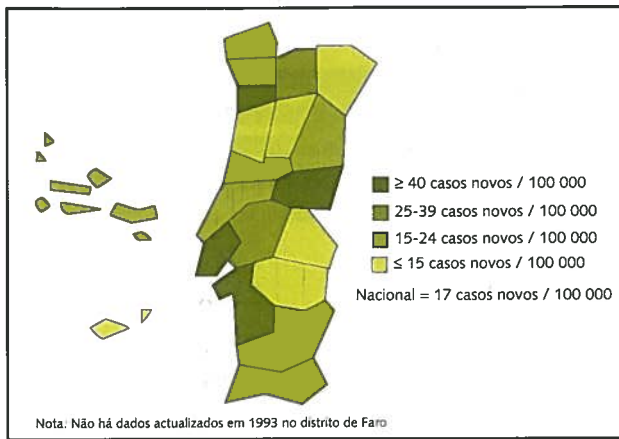 ≥ 40 casos novos / 100 000
25-39 casos novos / 100 000
15-24 casos novos / 100 000
≤ 15 casos novos / 100 000
Nacional = 17 casos novos / 100 000
Nota: Não há dados actualizados em 1993 no distrito de Faro